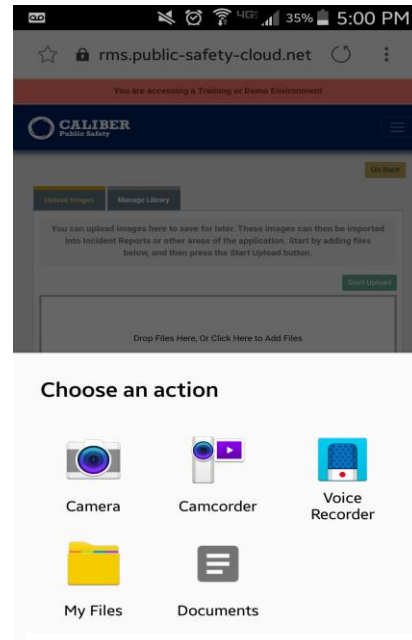 4G 35% 5:00 PM
rms.public-safety-cloud.net
You are accessing a Training or Demo Environment
CALIBER
Public Safety
Go Back
Upload Images Manage Library
You can upload images here to save for later. These images can then be imported
into Incident Reports or other areas of the application. Start by adding files
below, and then press the Start Upload button.
Start Upload
Drop Files Here, Or Click Here to Add Files
Choose an action
Camera Camcorder Voice
Recorder
My Files Documents